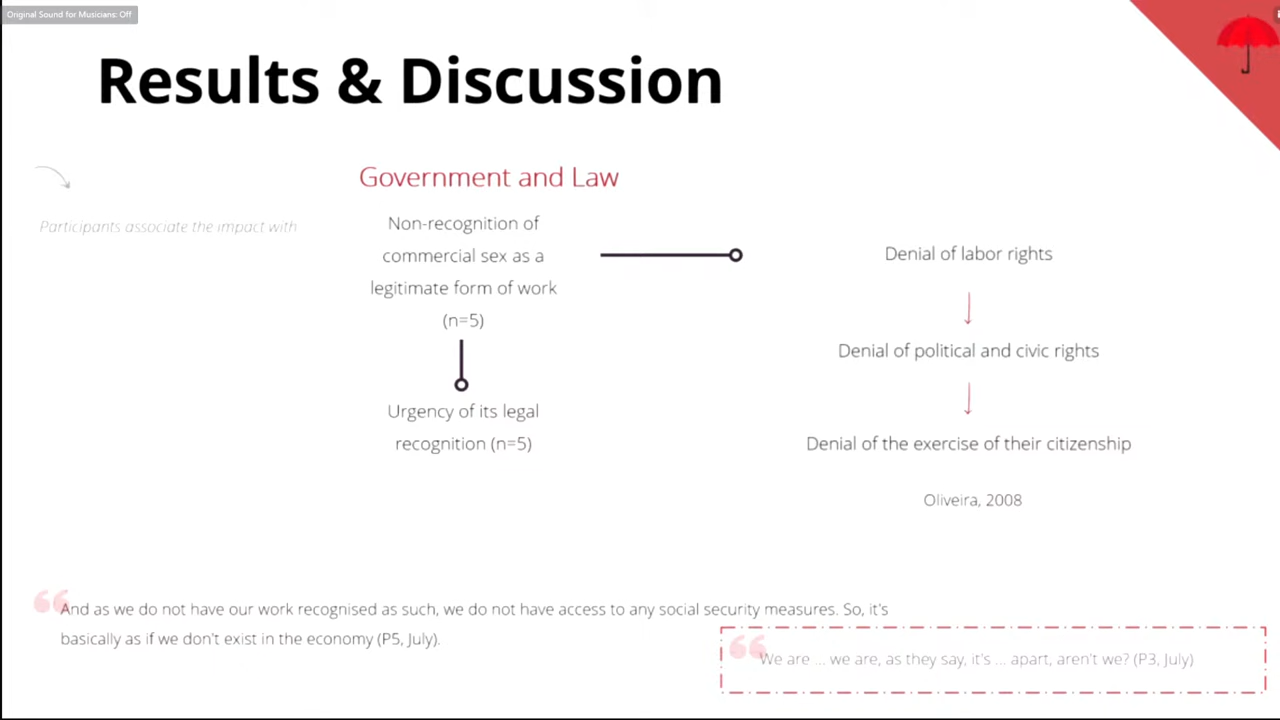 Original Sound for Musicians: Off
Results & Discussion
Participants associate the impact with
Government and Law
Non-recognition of
commercial sex as a
legitimate form of work
(n=5)
Urgency of its legal
recognition (n=5)
Denial of labor rights
Denial of political and civic rights
Denial of the exercise of their citizenship
Oliveira, 2008
“And as we do not have our work recognised as such, we do not have access to any social security measures. So, it's
basically as if we don't exist in the economy (P5, July).
“We are ... we are, as they say, it's ... apart, aren't we? (P3, July)